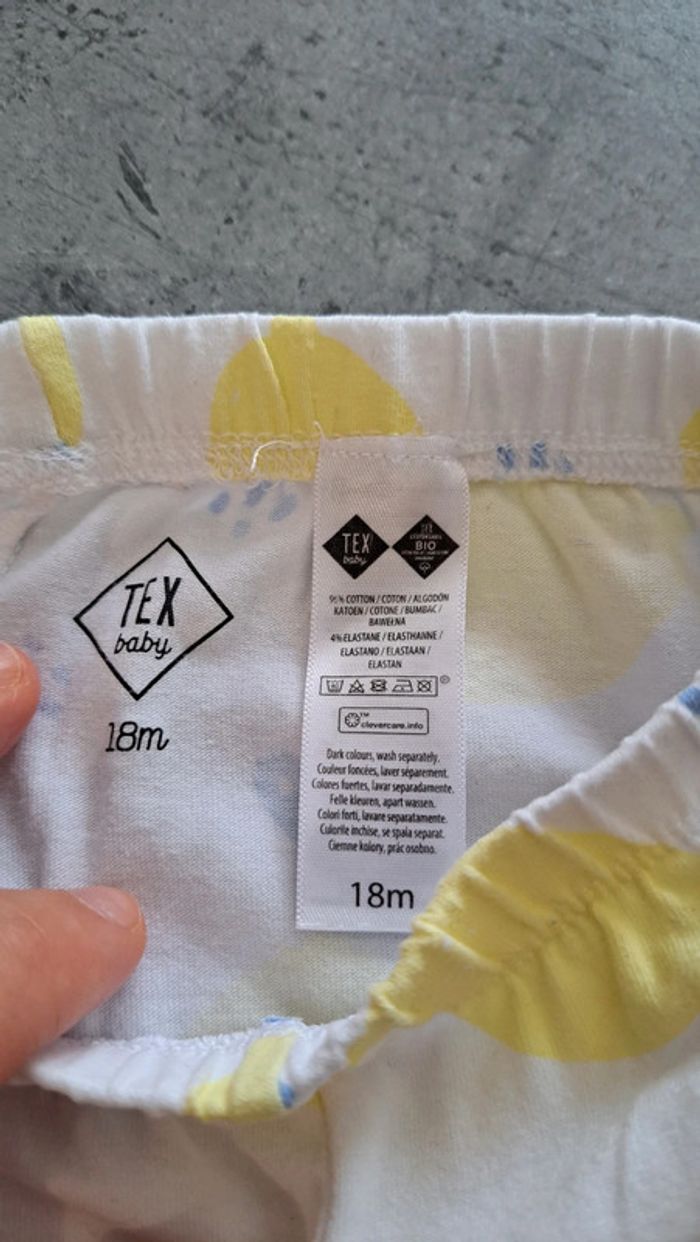 TEX
baby
18m
TEX
baby
BIO
96% COTTON / COTON / ALGODÓN
KATOEN / COTONE / BUMBAC /
BAWEŁNA
4% ELASTANE / ELASTHANNE /
ELASTANO / ELASTAAN /
ELASTAN
clevercare.info
Dark colours, wash separately.
Couleur foncées, laver séparément.
Colores fuertes, lavar separadamente.
Felle kleuren, apart wassen.
Colori forti, lavare separatamente.
Culorile inchise, se spala separat.
Ciemne kolory, prać osobno.
18m